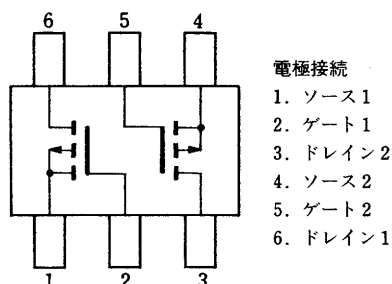 6 5 4
電極接続
1. ソース1
2. ゲート1
3. ドレイン2
4. ソース2
5. ゲート2
6. ドレイン1
1 2 3